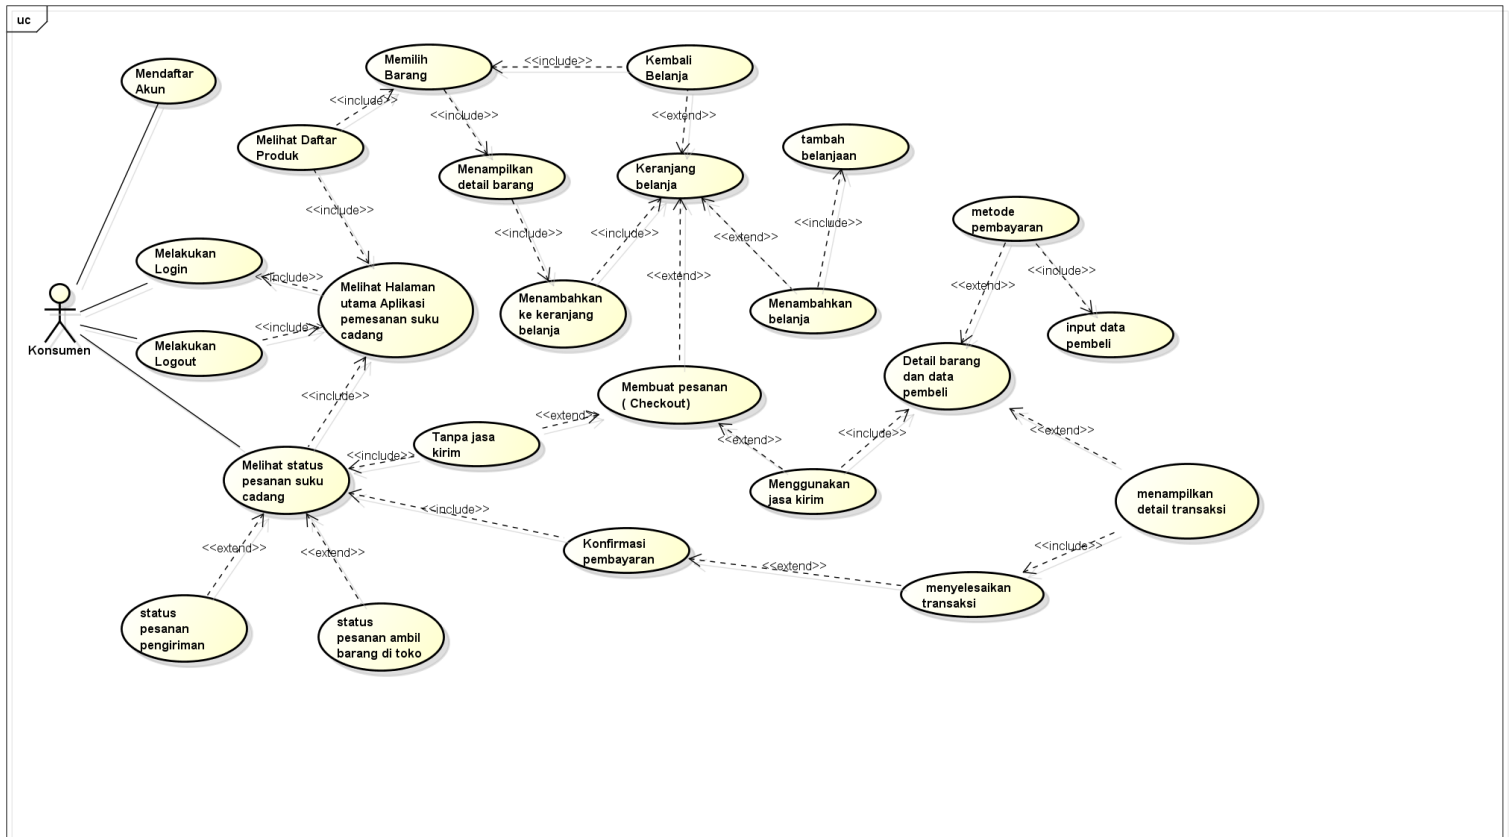 uc
Mendaftar
Akun
Memilih
Barang
<<include>>
Kembali
Belanja
<<include>>
<<include>>
<<extend>>
Melihat Daftar
Produk
tambah
belanjaan
Menampilkan
detail barang
Keranjang
belanja
<<include>>
<<include>>
<<include>>
<<extend>>
<<include>>
metode
pembayaran
Melakukan
Login
<<include>>
<<extend>>
<<extend>>
<<include>>
Melihat Halaman
utama Aplikasi
pemesanan suku
cadang
Menambahkan
ke keranjang
belanja
Menambahkan
belanja
input data
pembeli
<<include>>
Melakukan
Logout
Konsumen
Detail barang
dan data
pembeli
<<include>>
Membuat pesanan
( Checkout)
<<extend>>
Tanpa jasa
kirim
<<include>>
<<extend>>
<<include>>
<<extend>>
Melihat status
pesanan suku
cadang
Menggunakan
jasa kirim
menampilkan
detail transaksi
<<include>>
<<extend>>
<<extend>>
Konfirmasi
pembayaran
<<extend>>
<<include>>
menyelesaikan
transaksi
status
pesanan
pengiriman
status
pesanan ambil
barang di toko